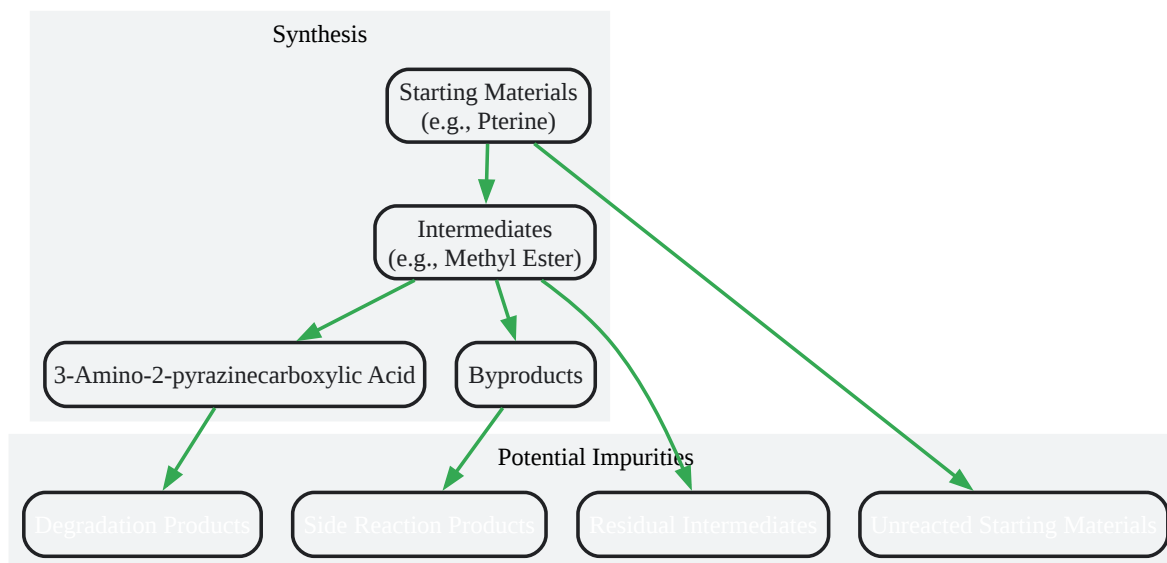 Synthesis
Starting Materials
(e.g., Pterine)
Intermediates
(e.g., Methyl Ester)
3-Amino-2-pyrazinecarboxylic Acid
Byproducts
Potential Impurities
Degradation Products
Side Reaction Products
Residual Intermediates
Unreacted Starting Materials